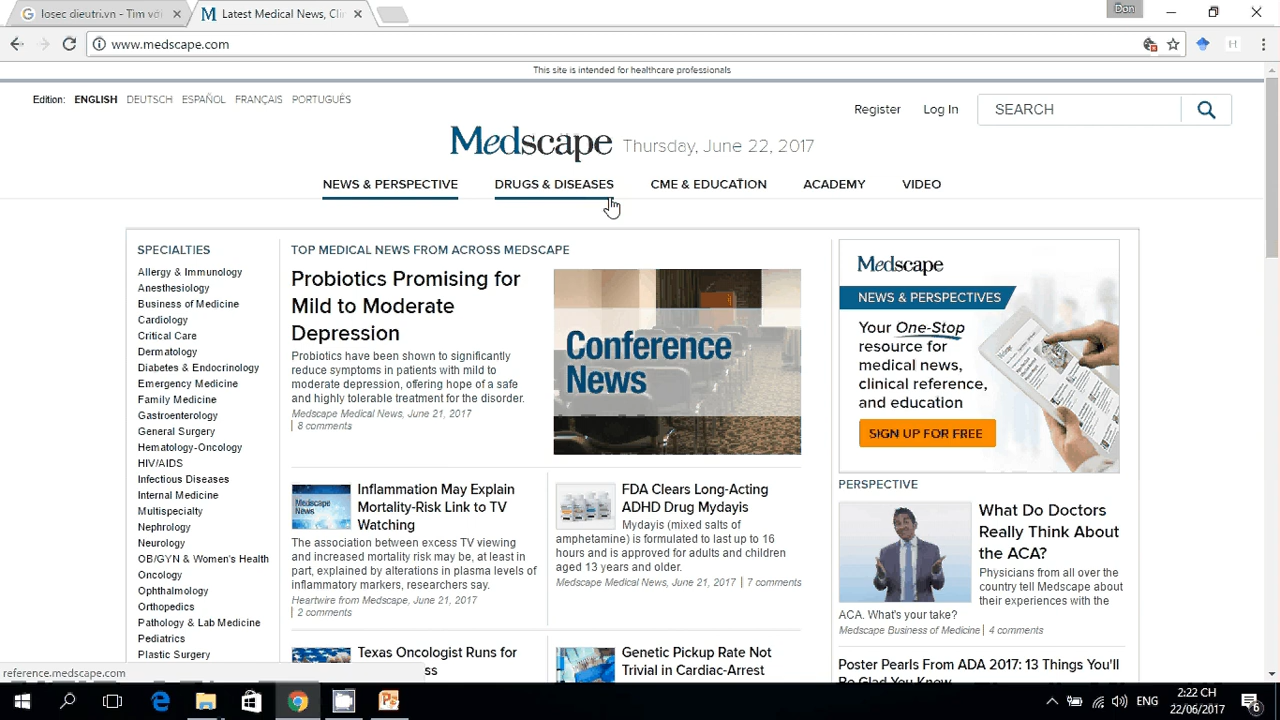 losec dieutri.vn - Tìm vớ
Latest Medical News, Cli
Don
www.medscape.com
This site is intended for healthcare professionals
Edition: ENGLISH DEUTSCH ESPAÑOL FRANÇAIS PORTUGUÊS
Register Log In SEARCH
Medscape Thursday, June 22, 2017
NEWS & PERSPECTIVE DRUGS & DISEASES CME & EDUCATION ACADEMY VIDEO
SPECIALTIES
Allergy & Immunology
Anesthesiology
Business of Medicine
Cardiology
Critical Care
Dermatology
Diabetes & Endocrinology
Emergency Medicine
Family Medicine
Gastroenterology
General Surgery
Hematology-Oncology
HIV/AIDS
Infectious Diseases
Internal Medicine
Multispecialty
Nephrology
Neurology
OB/GYN & Women's Health
Oncology
Ophthalmology
Orthopedics
Pathology & Lab Medicine
Pediatrics
Plastic Surgery
TOP MEDICAL NEWS FROM ACROSS MEDSCAPE
Probiotics Promising for
Mild to Moderate
Depression
Probiotics have been shown to significantly
reduce symptoms in patients with mild to
moderate depression, offering hope of a safe
and highly tolerable treatment for the disorder.
Medscape Medical News, June 21, 2017
| 8 comments
Conference
News
Medscape
News
Inflammation May Explain
Mortality-Risk Link to TV
Watching
The association between excess TV viewing
and increased mortality risk may be, at least in
part, explained by alterations in plasma levels of
inflammatory markers, researchers say.
Heartwire from Medscape, June 21, 2017
| 2 comments
FDA Clears Long-Acting
ADHD Drug Mydayis
Mydayis (mixed salts of
amphetamine) is formulated to last up to 16
hours and is approved for adults and children
aged 13 years and older.
Medscape Medical News, June 21, 2017 | 7 comments
Texas Oncologist Runs for
ss
Genetic Pickup Rate Not
Trivial in Cardiac-Arrest
Medscape
NEWS & PERSPECTIVES
Your One-Stop
resource for
medical news,
clinical reference,
and education
SIGN UP FOR FREE
PERSPECTIVE
What Do Doctors
Really Think About
the ACA?
Physicians from all over the
country tell Medscape about
their experiences with the
ACA. What's your take?
Medscape Business of Medicine | 4 comments
Poster Pearls From ADA 2017: 13 Things You'll
Be Glad You Knew
reference.medscape.com
ENG
2:22 CH
22/06/2017
6